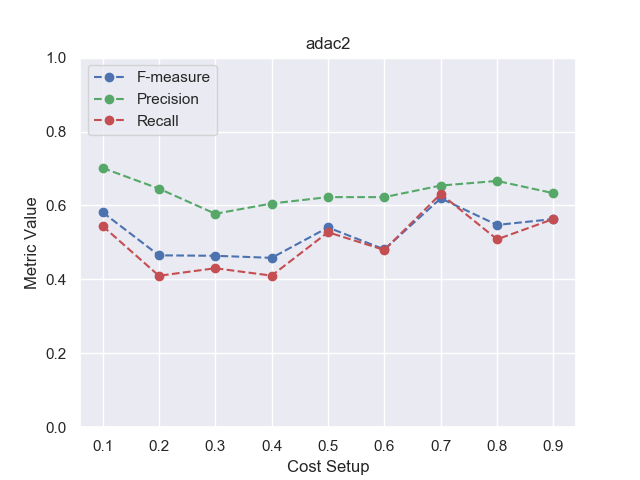 adac2
1.0
0.8
0.6
0.4
0.2
0.0
Metric Value
F-measure
Precision
Recall
0.1 0.2 0.3 0.4 0.5 0.6 0.7 0.8 0.9
Cost Setup